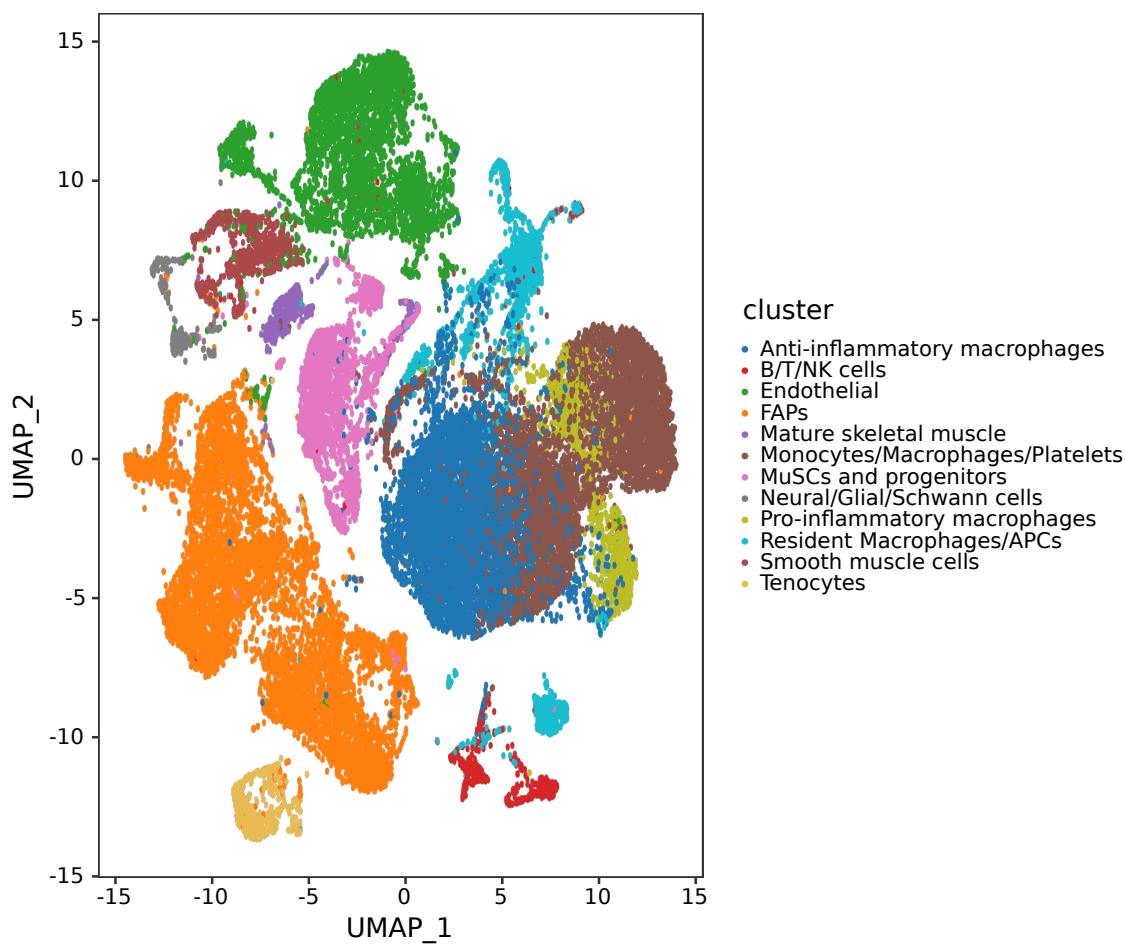 15
10
5
0
-5
-10
-15
UMAP_2
-15
-10
-5
0
5
10
15
UMAP_1
cluster
Anti-inflammatory macrophages
B/T/NK cells
Endothelial
FAPs
Mature skeletal muscle
Monocytes/Macrophages/Platelets
MuSCs and progenitors
Neural/Glial/Schwann cells
Pro-inflammatory macrophages
Resident Macrophages/APCs
Smooth muscle cells
Tenocytes